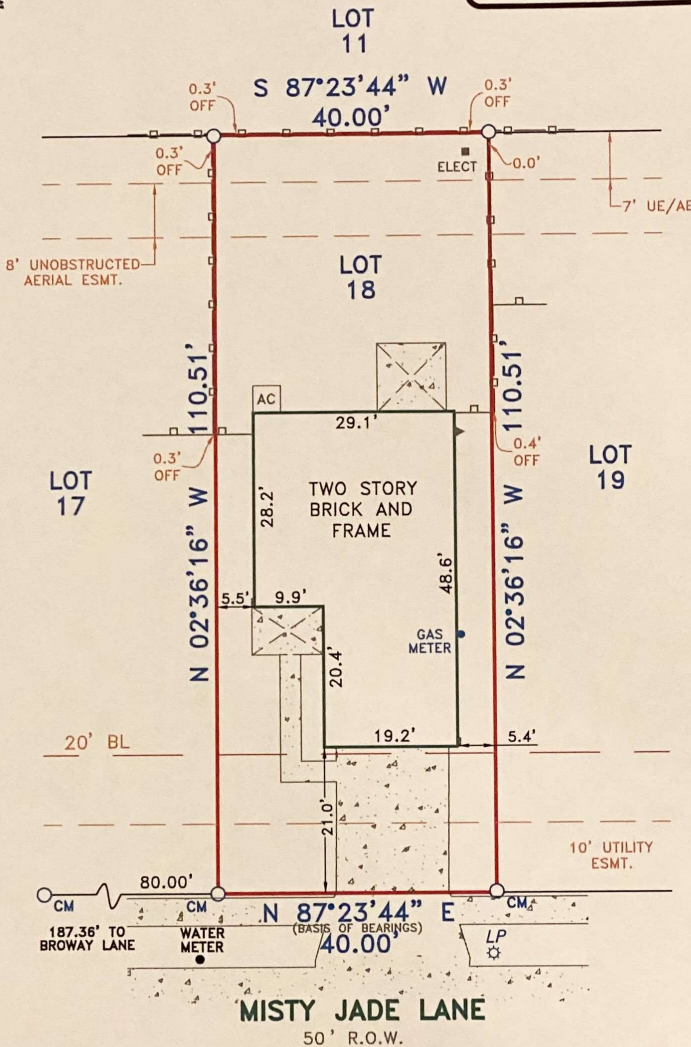 LOT
11
S 87°23'44" W
40.00'
0.3'
OFF
0.3'
OFF
0.3'
OFF
ELECT
0.0'
7' UE/AE
8' UNOBSTRUCTED
AERIAL ESMT.
LOT
18
110.51'
110.51'
AC
29.1'
0.3'
OFF
0.4'
OFF
LOT
17
LOT
19
TWO STORY
BRICK AND
FRAME
28.2'
48.6'
N 02°36'16" W
N 02°36'16" W
5.5'
9.9'
GAS
METER
20.4'
20' BL
19.2'
5.4'
21.0'
10' UTILITY
ESMT.
80.00'
CM
CM
CM
187.36' TO
BROWAY LANE
WATER
METER
N 87°23'44" E
(BASIS OF BEARINGS)
40.00'
LP
MISTY JADE LANE
50' R.O.W.